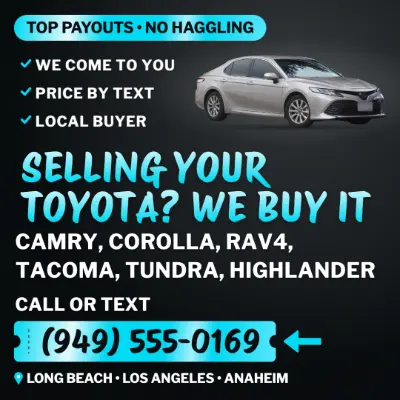 TOP PAYOUTS • NO HAGGLING
WE COME TO YOU
PRICE BY TEXT
LOCAL BUYER
SELLING YOUR
TOYOTA? WE BUY IT
CAMRY, COROLLA, RAV4,
TACOMA, TUNDRA, HIGHLANDER
CALL OR TEXT
(949) 555-0169
LONG BEACH • LOS ANGELES • ANAHEIM